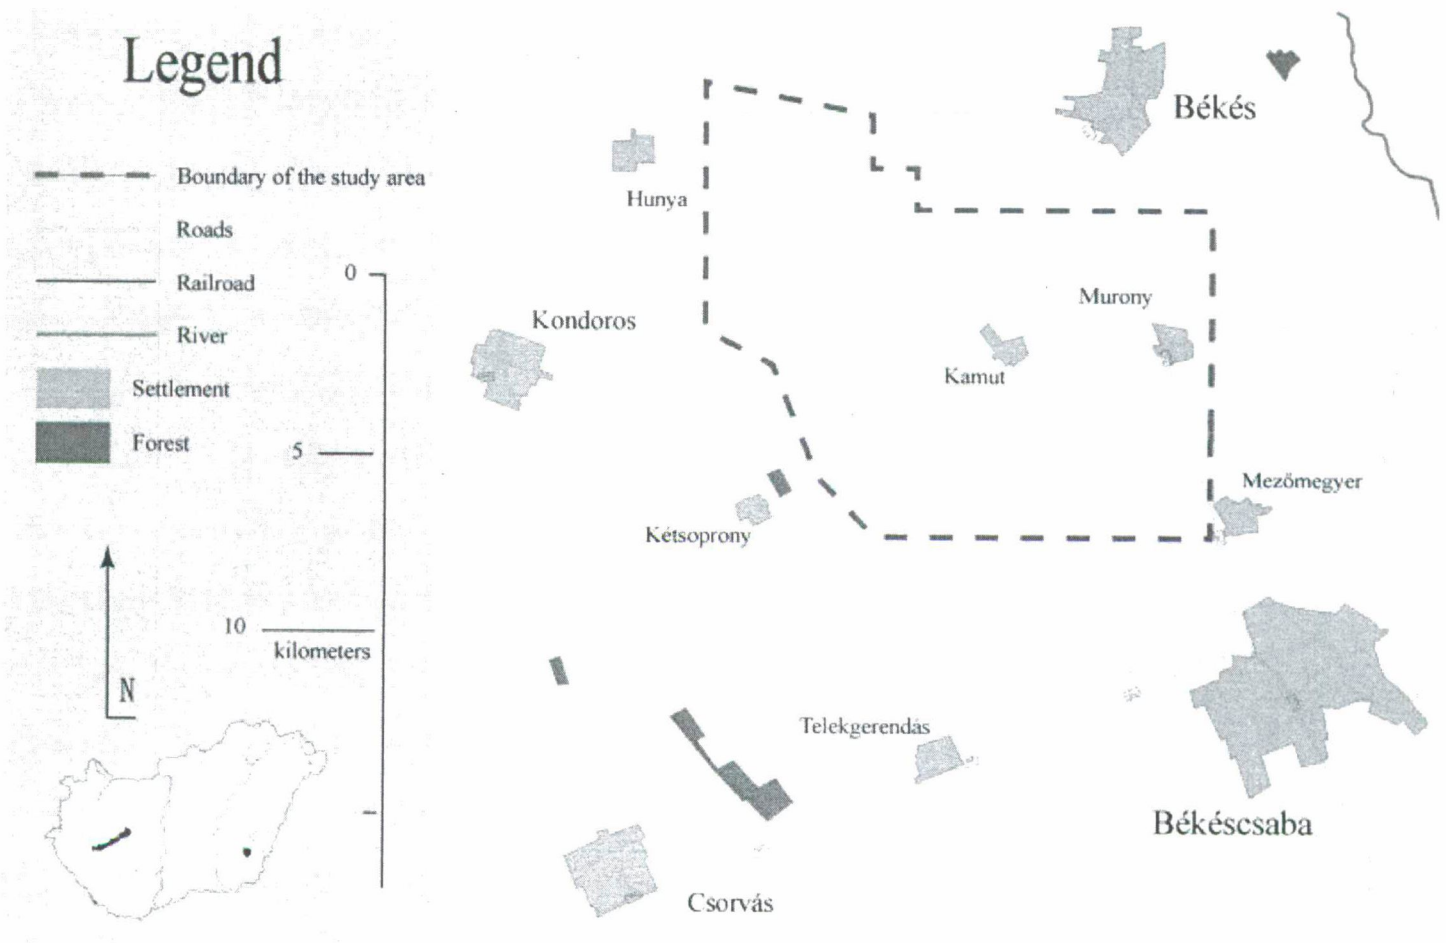 Legend
Boundary of the study area
Roads
Railroad
River
Settlement
Forest
0
5
10
kilometers
N
Békés
Hunya
Murony
Kondoros
Kamut
Mezőmegyer
Kétsoprony
Telekgerendás
Békéscsaba
Csorvás